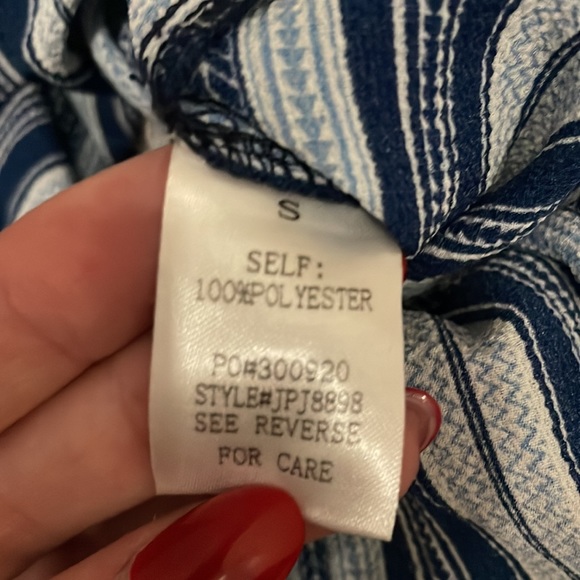 S
SELF:
100%POLYESTER
PO#300920
STYLE#JPJ8898
SEE REVERSE
FOR CARE